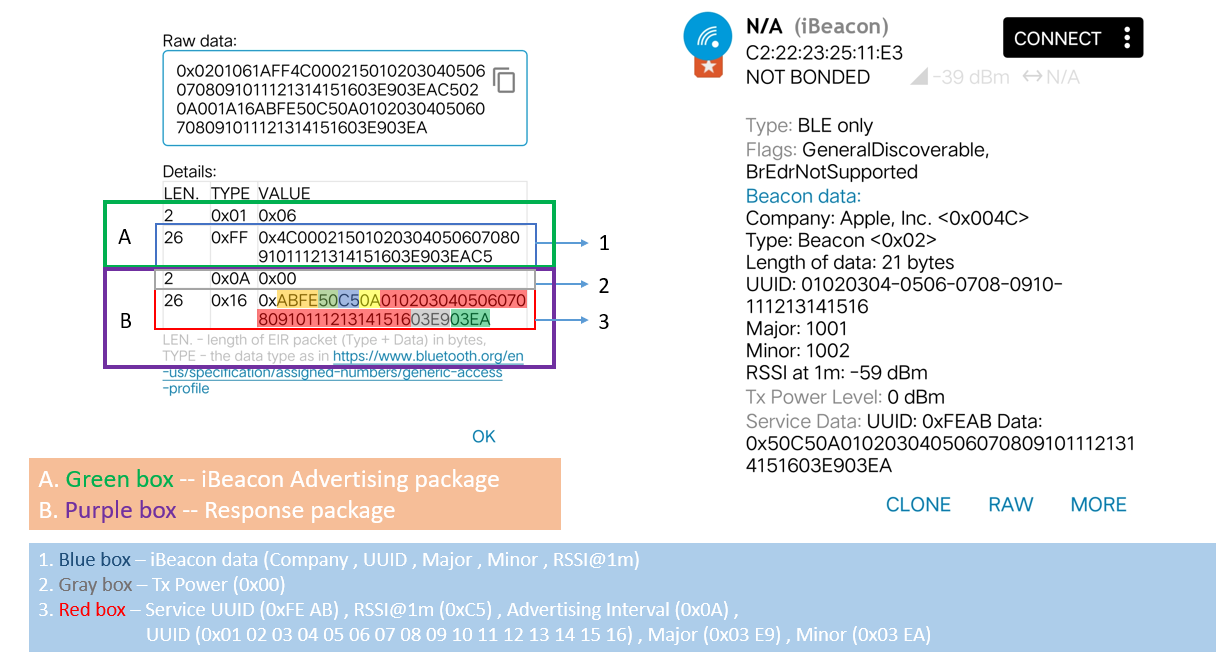 Raw data:
0x0201061AFF4C000215010203040506
070809101112131415160 3E903EAC502
0A001A16ABFE50C50A0102030405060
708091011121314151603E903EA
Details:
LEN. TYPE VALUE
2 0x01 0x06
A
26 0xFF 0x4C00021501020304050607080
91011121314151603E903EAC5
1
2 0x0A 0x00
2
B
26 0x16 0xABFE50C50A010203040506070
8091011121314151603E903EA
3
LEN. - length of EIR packet (Type + Data) in bytes,
TYPE - the data type as in https://www.bluetooth.org/en
-us/specification/assigned-numbers/generic-access
-profile
OK
N/A (iBeacon)
C2:22:23:25:11:E3
NOT BONDED
-39 dBm
N/A
CONNECT
Type: BLE only
Flags: GeneralDiscoverable,
BrEdrNotSupported
Beacon data:
Company: Apple, Inc. <0x004C>
Type: Beacon <0x02>
Length of data: 21 bytes
UUID: 01020304-0506-0708-0910-
111213141516
Major: 1001
Minor: 1002
RSSI at 1m: -59 dBm
Tx Power Level: 0 dBm
Service Data: UUID: 0xFEAB Data:
0x50C50A0102030405060708091011121 31
4151603E903EA
CLONE RAW MORE
A. Green box -- iBeacon Advertising package
B. Purple box -- Response package
1. Blue box – iBeacon data (Company , UUID , Major , Minor , RSSI@1m)
2. Gray box – Tx Power (0x00)
3. Red box – Service UUID (0xFE AB) , RSSI@1m (0xC5) , Advertising Interval (0x0A) ,
UUID (0x01 02 03 04 05 06 07 08 09 10 11 12 13 14 15 16) , Major (0x03 E9) , Minor (0x03 EA)